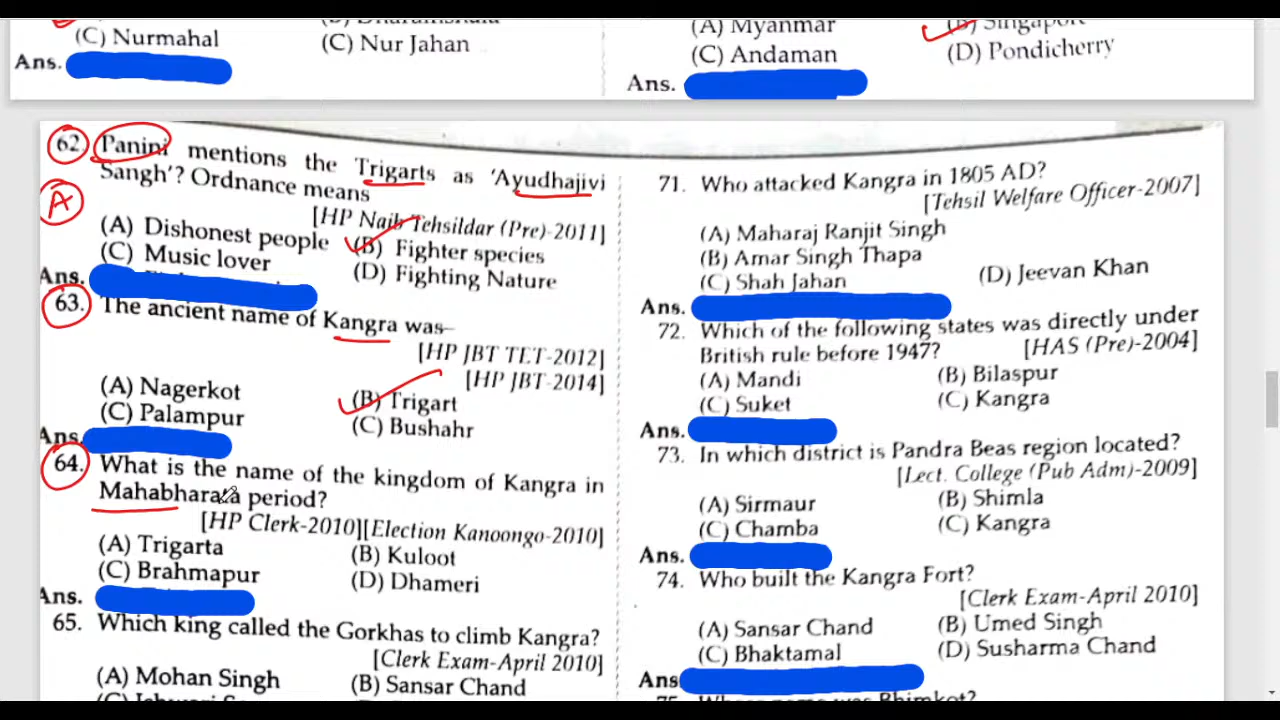 (C) Nurmahal
(C) Nur Jahan
Ans.
(A) Myanmar
(B) Singapore
(C) Andaman
(D) Pondicherry
Ans.
62. Panini mentions the Trigarts as 'Ayudhajivi
Sangh'? Ordnance means
A
[HP Naib Tehsildar (Pre)-2011]
(A) Dishonest people
(B) Fighter species
(C) Music lover
(D) Fighting Nature
Ans.
63. The ancient name of Kangra was–
[HP JBT TET-2012]
[HP JBT-2014]
(A) Nagerkot
(B) Trigart
(C) Palampur
(C) Bushahr
Ans.
64. What is the name of the kingdom of Kangra in
Mahabharata period?
[HP Clerk-2010][Election Kanoongo-2010]
(A) Trigarta
(B) Kuloot
(C) Brahmapur
(D) Dhameri
Ans.
65. Which king called the Gorkhas to climb Kangra?
[Clerk Exam-April 2010]
(A) Mohan Singh
(B) Sansar Chand
71. Who attacked Kangra in 1805 AD?
[Tehsil Welfare Officer-2007]
(A) Maharaj Ranjit Singh
(B) Amar Singh Thapa
(C) Shah Jahan
(D) Jeevan Khan
Ans.
72. Which of the following states was directly under
British rule before 1947?
[HAS (Pre)-2004]
(A) Mandi
(B) Bilaspur
(C) Suket
(C) Kangra
Ans.
73. In which district is Pandra Beas region located?
[Lect. College (Pub Adm)-2009]
(A) Sirmaur
(B) Shimla
(C) Chamba
(C) Kangra
Ans.
74. Who built the Kangra Fort?
[Clerk Exam-April 2010]
(A) Sansar Chand
(B) Umed Singh
(C) Bhaktamal
(D) Susharma Chand
Ans